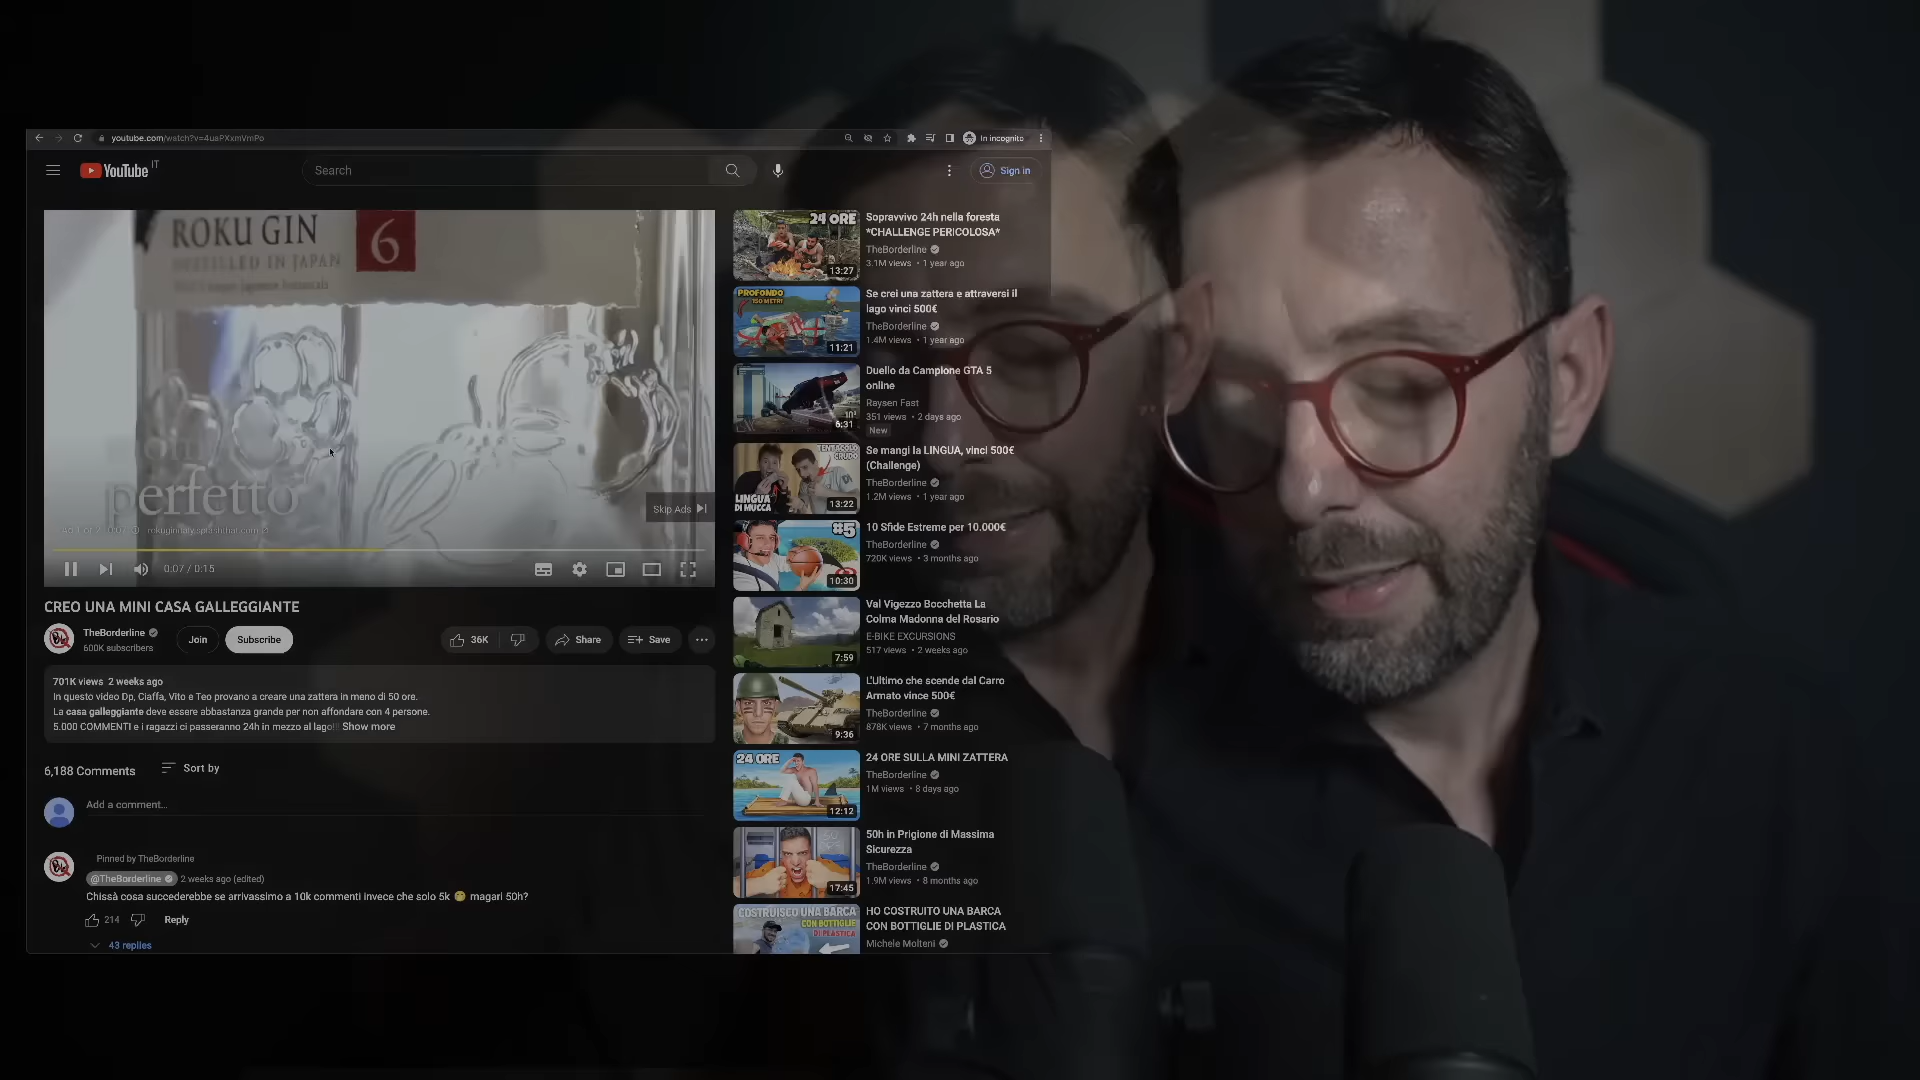 youtube.com/watch?v=4uaPXxmVmPo
In incognito
YouTube IT
Search
Sign in
ROKU GIN 6
DISTILLED IN JAPAN
perfetto
Skip Ads
0:07 / 0:15
CREO UNA MINI CASA GALLEGGIANTE
TheBorderline
600K subscribers
Join
Subscribe
36K
Share
Save
701K views 2 weeks ago
In questo video Dp, Ciaffa, Vito e Teo provano a creare una zattera in meno di 50 ore.
La casa galleggiante deve essere abbastanza grande per non affondare con 4 persone.
5.000 COMMENTI e i ragazzi ci passeranno 24h in mezzo al lago!! Show more
6,188 Comments
Sort by
Add a comment...
Pinned by TheBorderline
@TheBorderline 2 weeks ago (edited)
Chissà cosa succederebbe se arrivassimo a 10k commenti invece che solo 5k 🤭 magari 50h?
214
Reply
43 replies
24 ORE
13:27
Sopravvivo 24h nella foresta
*CHALLENGE PERICOLOSA*
TheBorderline
3.1M views • 1 year ago
PROFONDO
150 METRI
11:21
Se crei una zattera e attraversi il
lago vinci 500€
TheBorderline
1.4M views • 1 year ago
6:31
Duello da Campione GTA 5
online
Raysen Fast
351 views • 2 days ago
New
TENTACOLO
CRUDO
LINGUA
DI MUCCA
13:22
Se mangi la LINGUA, vinci 500€
(Challenge)
TheBorderline
1.2M views • 1 year ago
#5
10:30
10 Sfide Estreme per 10.000€
TheBorderline
720K views • 3 months ago
7:59
Val Vigezzo Bocchetta La
Colma Madonna del Rosario
E-BIKE EXCURSIONS
517 views • 2 weeks ago
9:36
L'Ultimo che scende dal Carro
Armato vince 500€
TheBorderline
878K views • 7 months ago
24 ORE
12:12
24 ORE SULLA MINI ZATTERA
TheBorderline
1M views • 8 days ago
17:45
50h in Prigione di Massima
Sicurezza
TheBorderline
1.9M views • 8 months ago
COSTRUISCO UNA BARCA
CON BOTTIGLIE
DI PLASTICA
HO COSTRUITO UNA BARCA
CON BOTTIGLIE DI PLASTICA
Michele Molteni